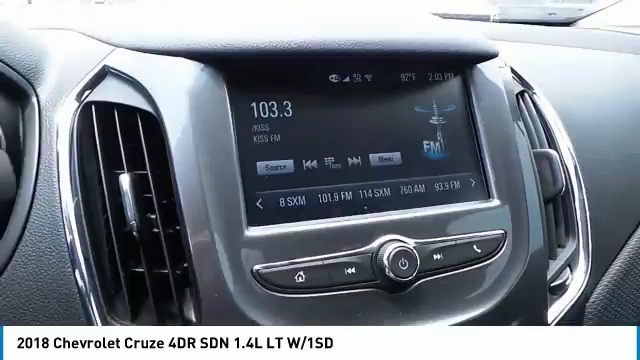 92°F 2:03 PM
103.3
/KISS
KISS FM
FM
Source Tune Menu
8 SXM 101.9 FM 114 SXM 760 AM 93.9 FM
2018 Chevrolet Cruze 4DR SDN 1.4L LT W/1SD